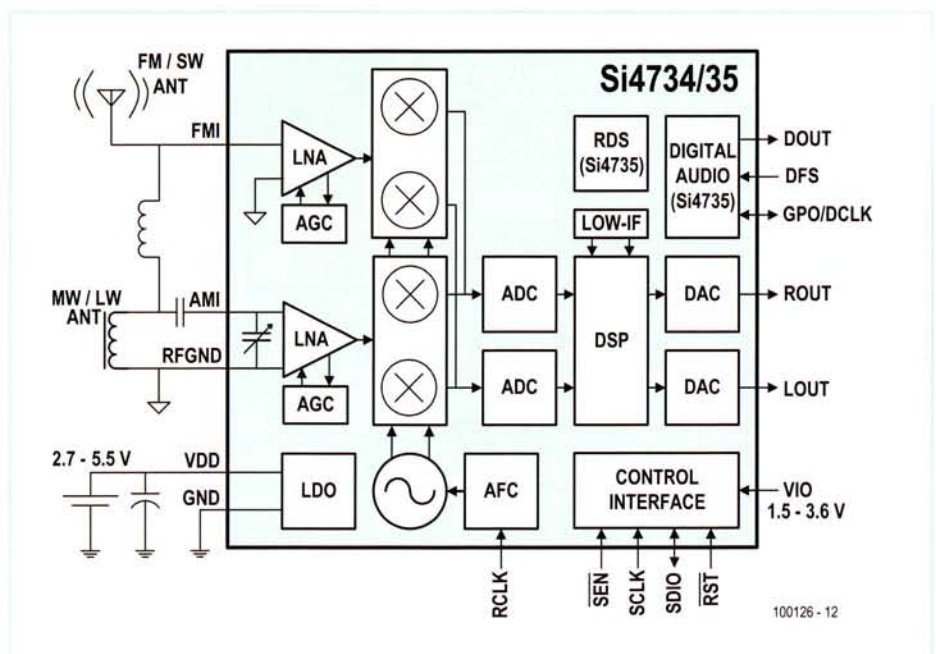 FM / SW
ANT
Si4734/35
FMI
LNA
AGC
RDS
(Si4735)
DIGITAL
AUDIO
(Si4735)
DOUT
DFS
GPO/DCLK
LOW-IF
MW / LW
ANT
AMI
RFGND
LNA
AGC
ADC
ADC
DSP
DAC
DAC
ROUT
LOUT
2.7 - 5.5 V
VDD
GND
LDO
AFC
CONTROL
INTERFACE
VIO
1.5 - 3.6 V
RCLK
SEN
SCLK
SDIO
RST
100126 - 12